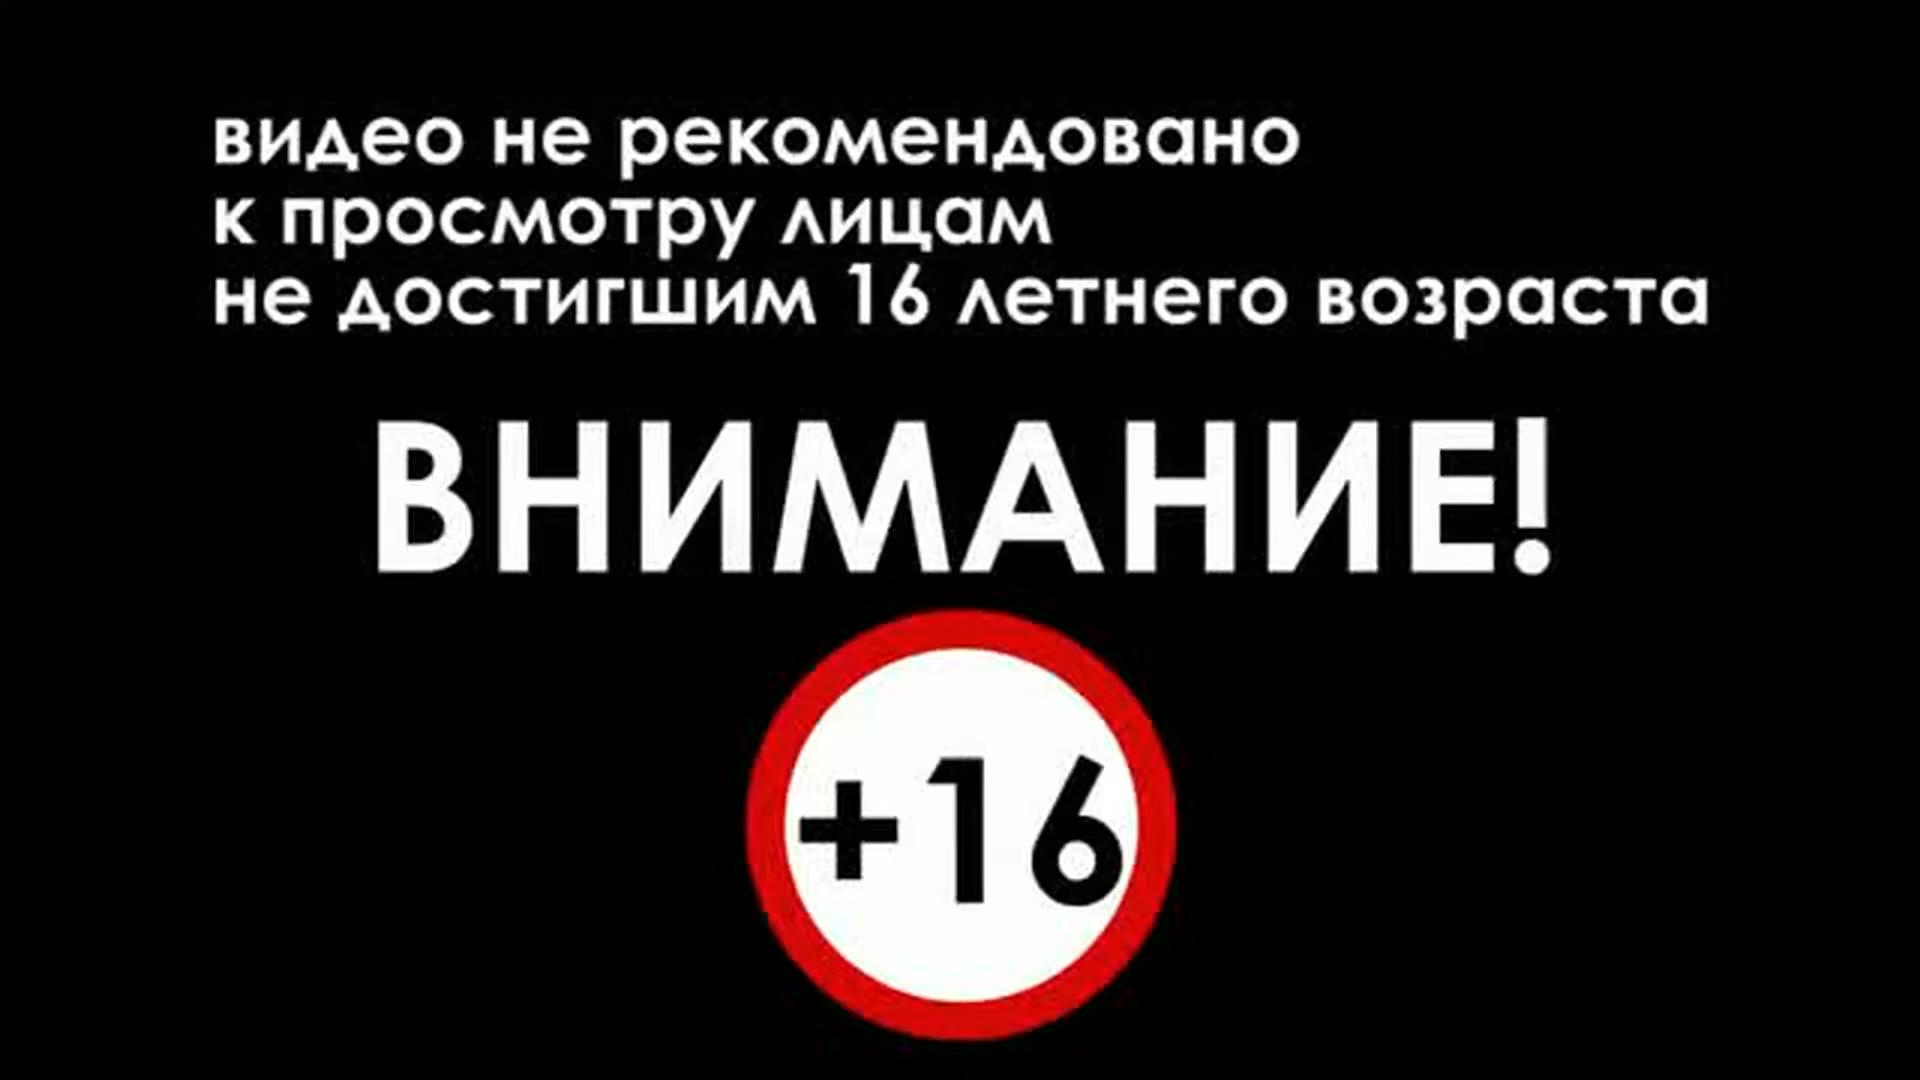 видео не рекомендовано
к просмотру лицам
не достигшим 16 летнего возраста
ВНИМАНИЕ!
+16